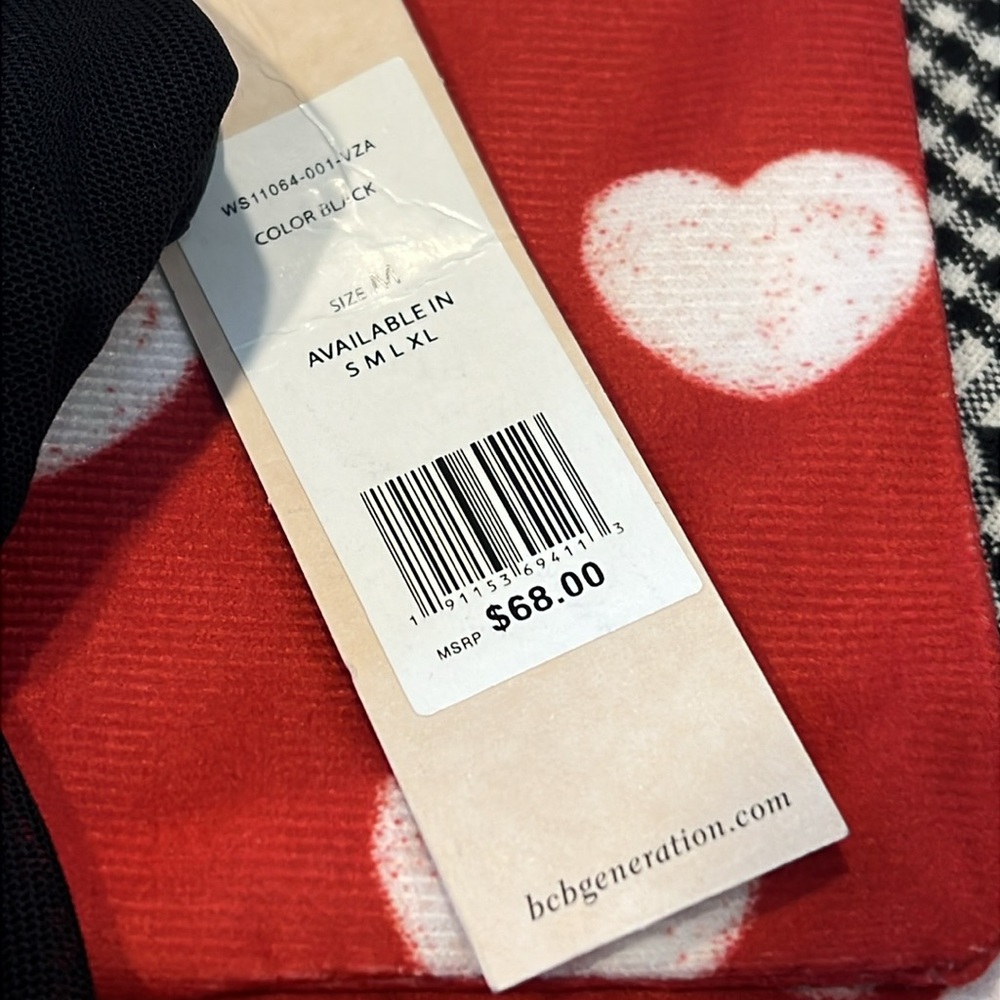 WS11064-001-VZA
COLOR BLACK
SIZE M
AVAILABLE IN
S M L XL
1 91153 69411 3
MSRP $68.00
bcbgeneration.com